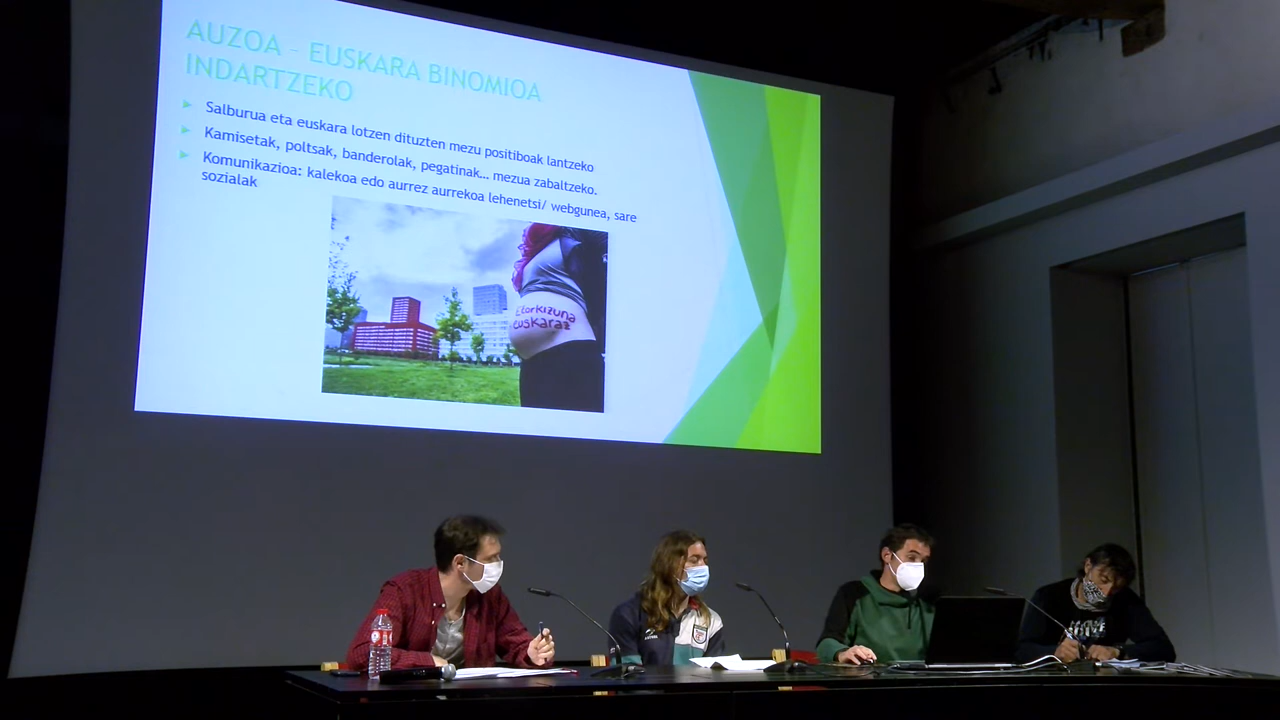 AUZOA – EUSKARA BINOMIOA
INDARTZEKO
Salburua eta euskara lotzen dituzten mezu positiboak lantzeko
Kamisetak, poltsak, banderolak, pegatinak... mezua zabaltzeko.
Komunikazioa: kalekoa edo aurrez aurrekoa lehenetsi/ webgunea, sare
sozialak
Etorkizuna
euskaraz